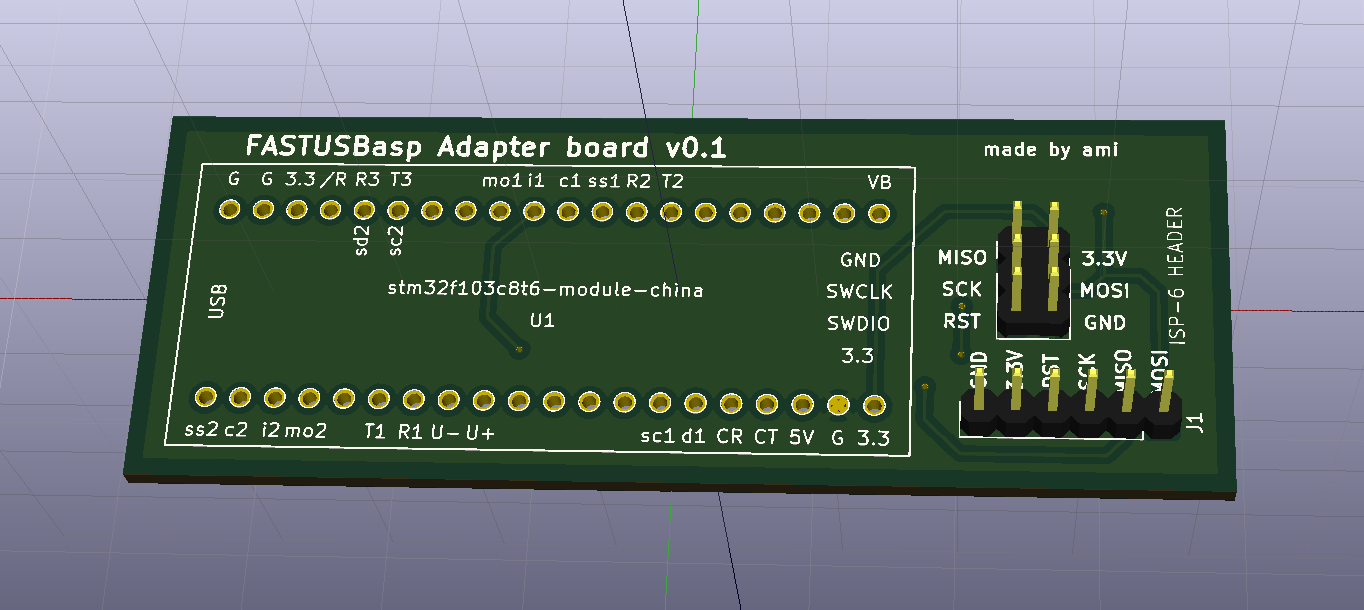 FASTUSBasp Adapter board v0.1
made by ami
G G 3.3 /R R3 T3 mo1 i1 c1 ss1 R2 T2 VB
sd2 sc2
USB
stm32f103c8t6-module-china
U1
GND
SWCLK
SWDIO
3.3
MISO 3.3V
SCK MOSI
RST GND
ISP-6 HEADER
GND 3.3V RST SCK MISO MOSI
J1
ss2 c2 i2 mo2 T1 R1 U- U+ sc1 d1 CR CT 5V G 3.3